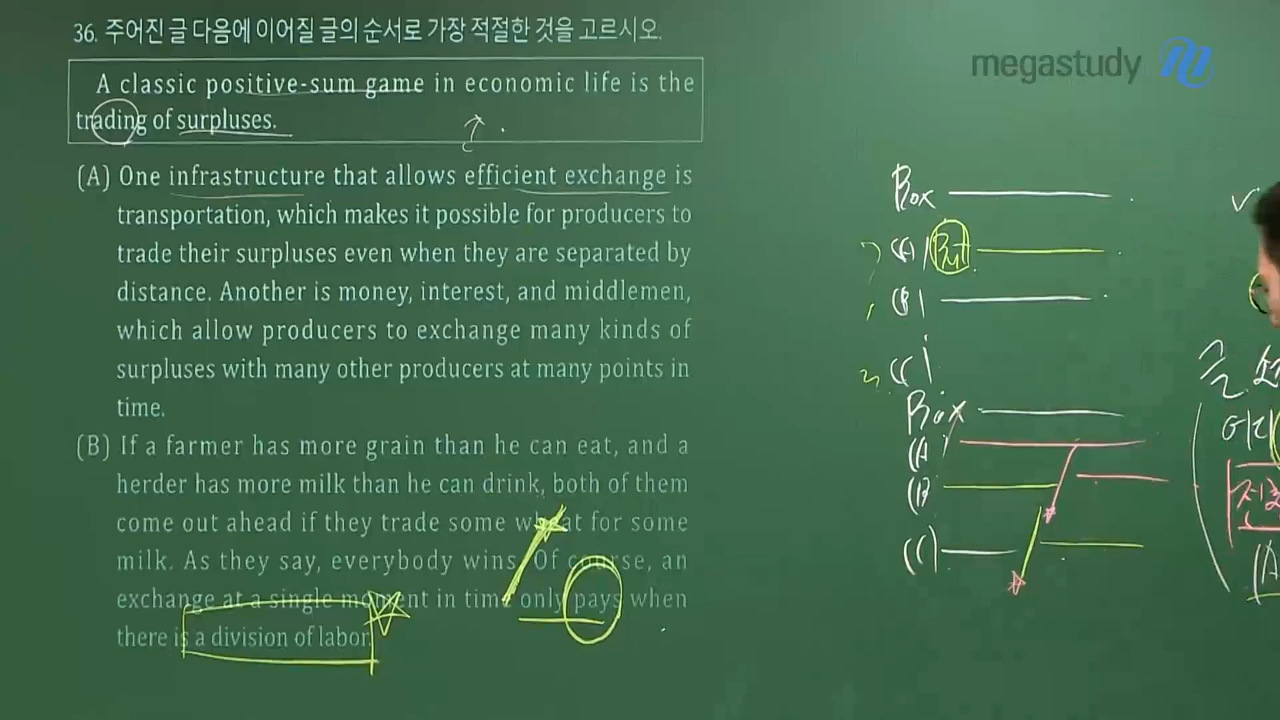 36. 주어진 글 다음에 이어질 글의 순서로 가장 적절한 것을 고르시오.
megastudy
A classic positive-sum game in economic life is the
trading of surpluses.
(A) One infrastructure that allows efficient exchange is
transportation, which makes it possible for producers to
trade their surpluses even when they are separated by
distance. Another is money, interest, and middlemen,
which allow producers to exchange many kinds of
surpluses with many other producers at many points in
time.
(B) If a farmer has more grain than he can eat, and a
herder has more milk than he can drink, both of them
come out ahead if they trade some wheat for some
milk. As they say, everybody wins. Of course, an
exchange at a single moment in time only pays when
there is a division of labor.
Box
(A) But
(B)
(C)
Box
(A)
(B)
(C)
글